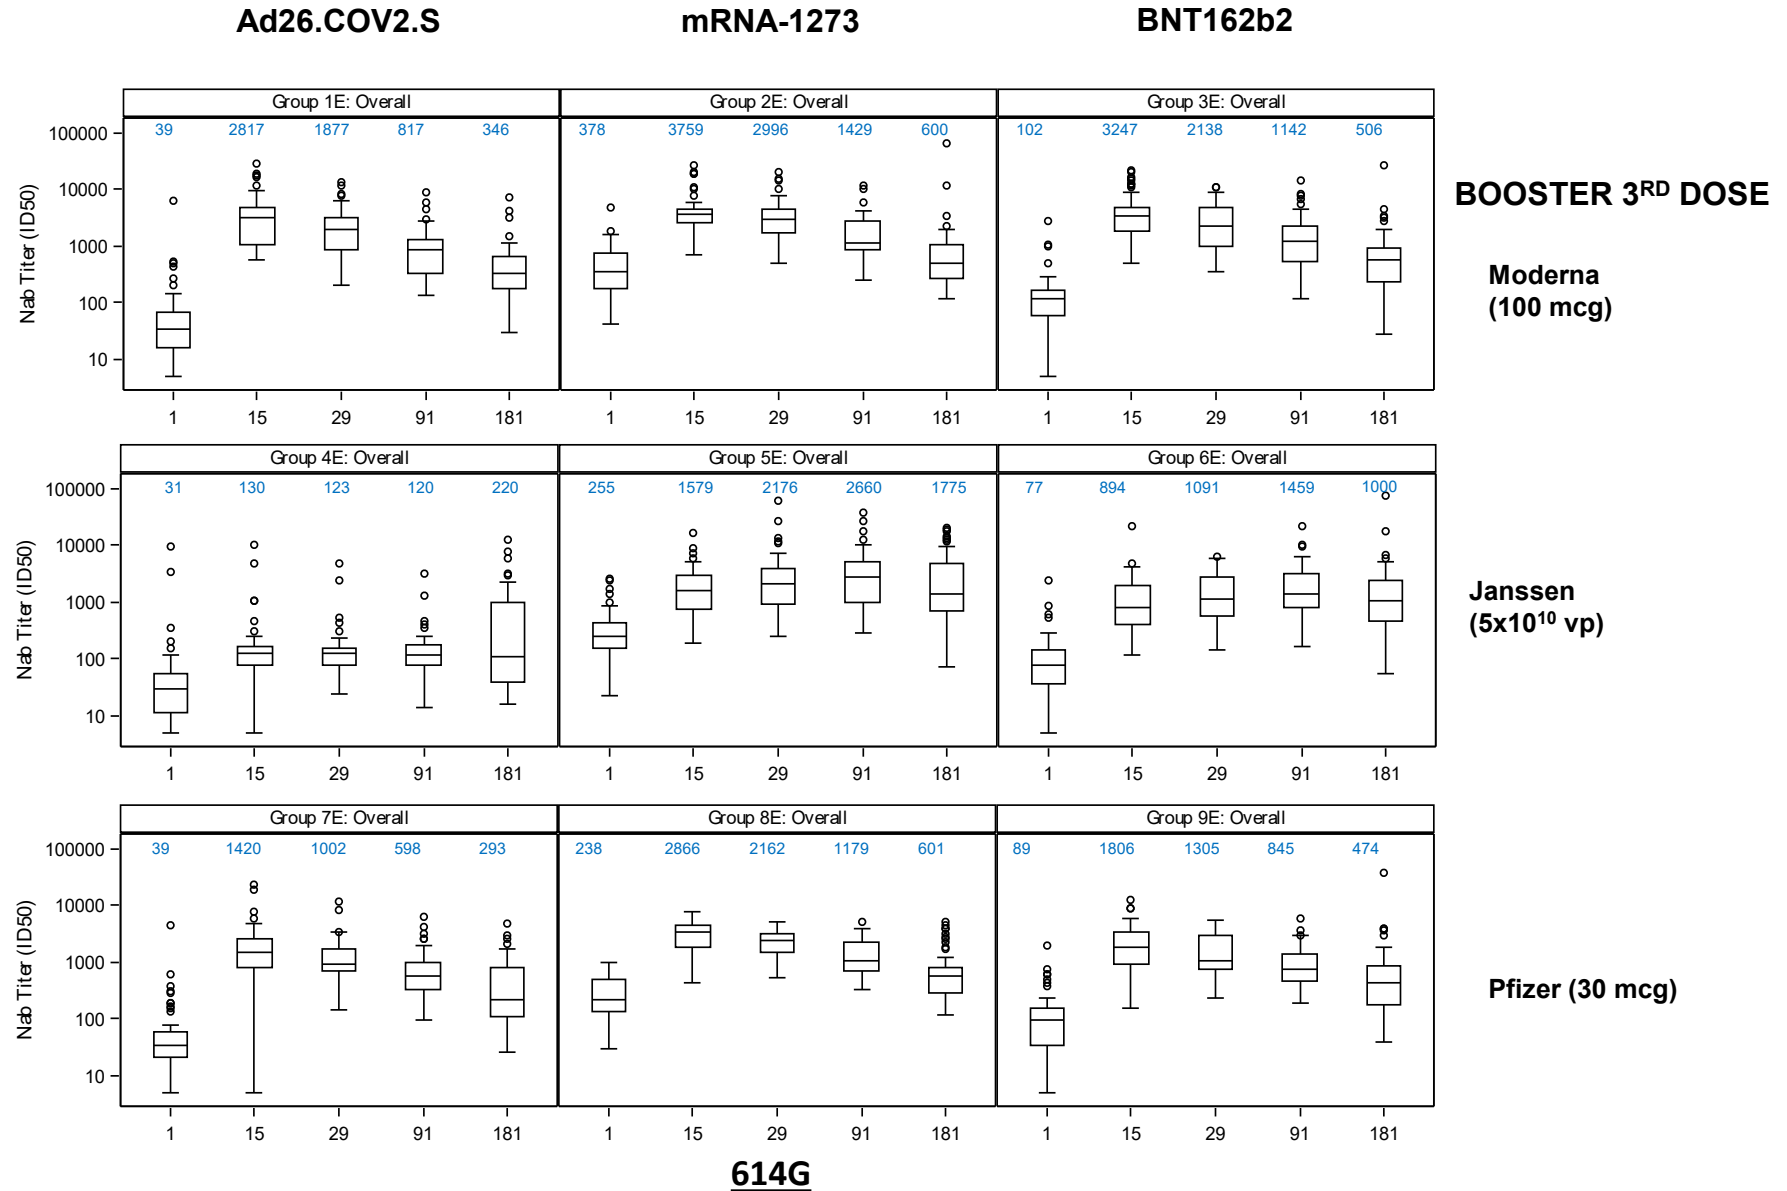 Ad26.COV2.S mRNA-1273 BNT162b2
Group 1E: Overall Group 2E: Overall Group 3E: Overall
39 2817 1877 817 346 378 3759 2996 1429 600 102 3247 2138 1142 506
100000
10000
1000
100
10
Nab Titer (ID50)
1 15 29 91 181 1 15 29 91 181 1 15 29 91 181
BOOSTER 3RD DOSE
Moderna
(100 mcg)
Group 4E: Overall Group 5E: Overall Group 6E: Overall
31 130 123 120 220 255 1579 2176 2660 1775 77 894 1091 1459 1000
100000
10000
1000
100
10
Nab Titer (ID50)
1 15 29 91 181 1 15 29 91 181 1 15 29 91 181
Janssen
(5x10¹⁰ vp)
Group 7E: Overall Group 8E: Overall Group 9E: Overall
39 1420 1002 598 293 238 2866 2162 1179 601 89 1806 1305 845 474
100000
10000
1000
100
10
Nab Titer (ID50)
1 15 29 91 181 1 15 29 91 181 1 15 29 91 181
Pfizer (30 mcg)
614G